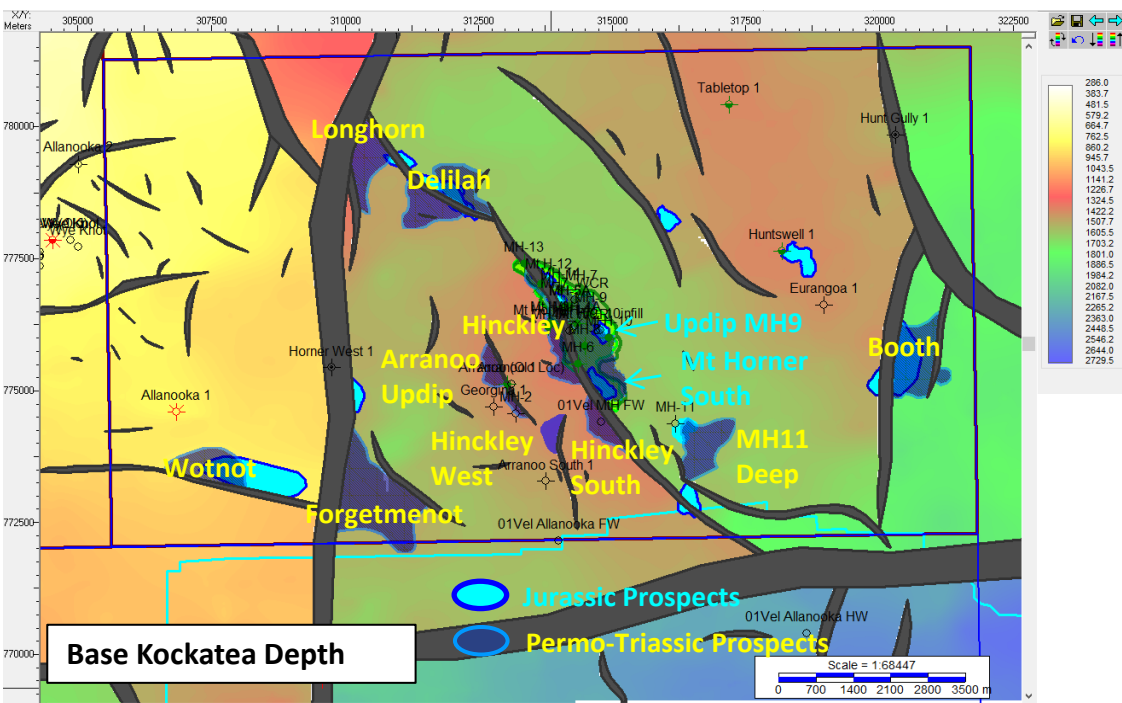 X/Y:
Meters
305000
307500
310000
312500
315000
317500
320000
322500
780000
777500
775000
772500
770000
Tabletop 1
Hunt Gully 1
Allanooka 2
Longhorn
Delilah
Wye Knot
Huntswell 1
Eurangoa 1
MH-13
Mt H-12
MH-7
WCR
MH-9
Hinckley
MH-6
Updip MH9
Booth
Horner West 1
Arranoo
Updip
Georgina 1
MH-2
Mt Horner
South
Allanooka 1
01Vel MH FW
MH-11
Hinckley
West
Hinckley
South
MH11
Deep
Arranoo South 1
Wotnot
Forgetmenot
01Vel Allanooka FW
Jurassic Prospects
Permo-Triassic Prospects
01Vel Allanooka HW
Base Kockatea Depth
Scale = 1:68447
0 700 1400 2100 2800 3500 m
286.0
383.7
481.5
579.2
664.7
762.5
860.2
945.7
1043.5
1141.2
1226.7
1324.5
1422.2
1507.7
1605.5
1703.2
1801.0
1886.5
1984.2
2082.0
2167.5
2265.2
2363.0
2448.5
2546.2
2644.0
2729.5